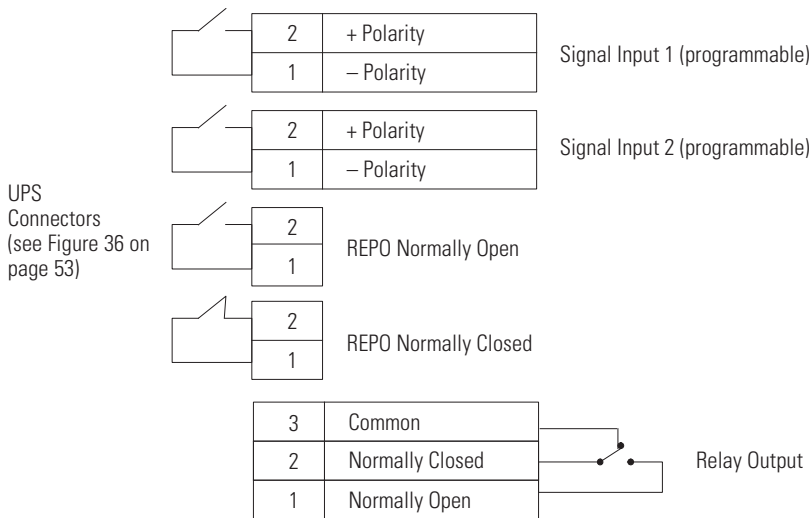 2 + Polarity
1 – Polarity
Signal Input 1 (programmable)
2 + Polarity
1 – Polarity
Signal Input 2 (programmable)
UPS
Connectors
(see Figure 36 on
page 53)
2
1
REPO Normally Open
2
1
REPO Normally Closed
3 Common
2 Normally Closed
1 Normally Open
Relay Output